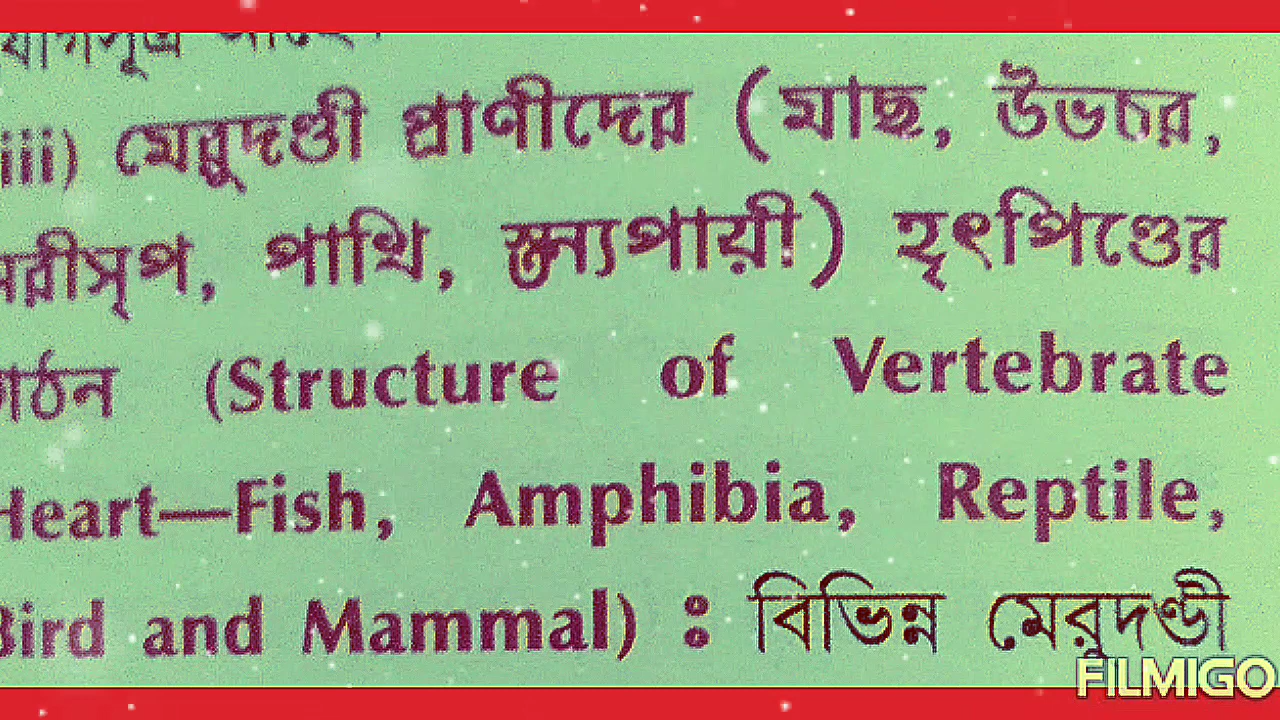 iii) মেরুদণ্ডী প্রাণীদের (মাছ, উভচর,
সরীসৃপ, পাখি, স্তন্যপায়ী) হৃৎপিণ্ডের
গঠন (Structure of Vertebrate
Heart—Fish, Amphibia, Reptile,
Bird and Mammal) : বিভিন্ন মেরুদণ্ডী
FILMIGO